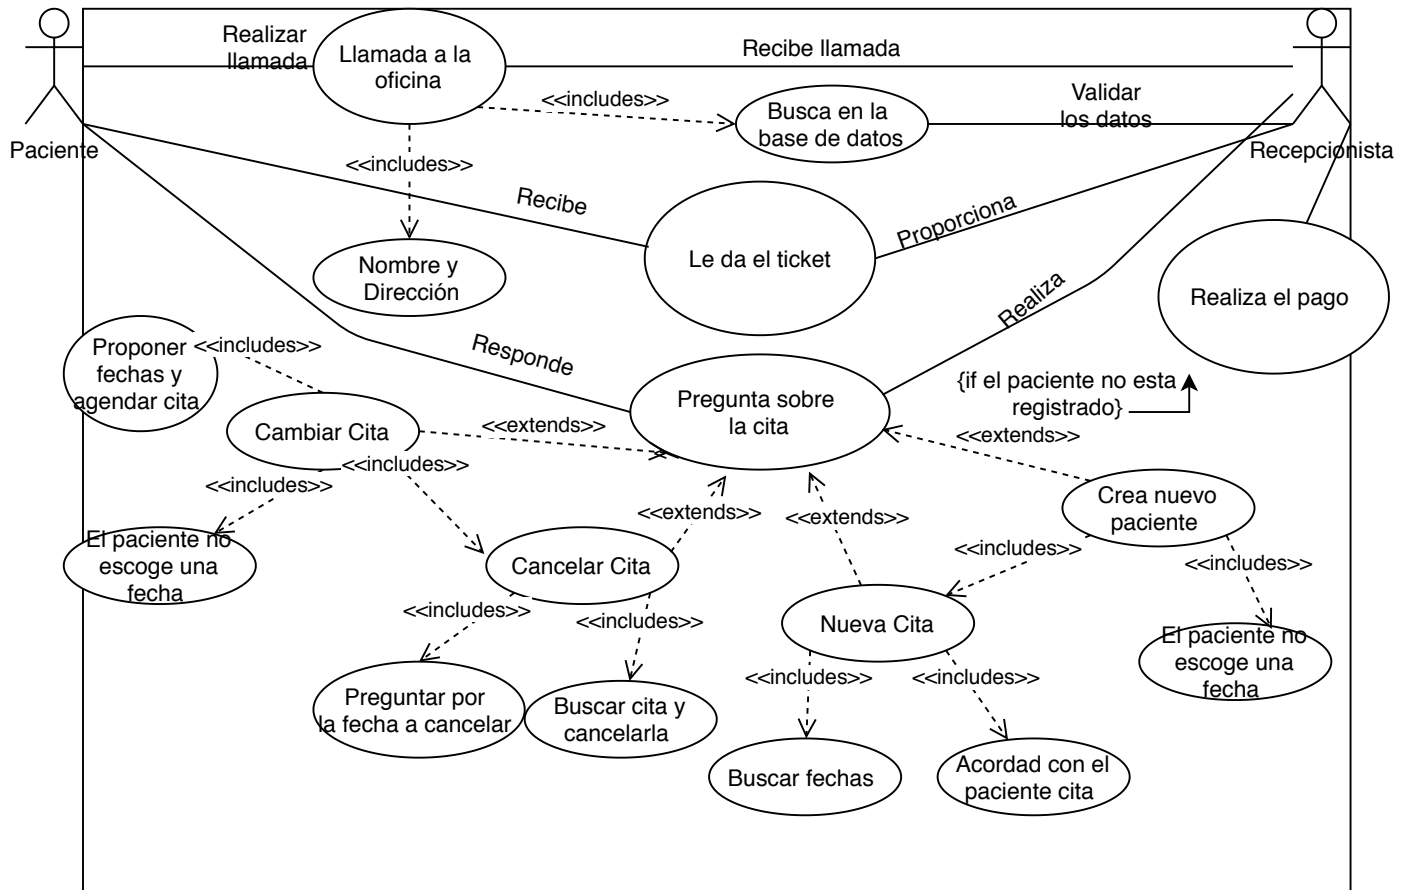 Realizar
llamada
Llamada a la
oficina
Recibe llamada
<<includes>>
Busca en la
base de datos
Validar
los datos
Paciente
Recepcionista
<<includes>>
Recibe
Proporciona
Nombre y
Dirección
Le da el ticket
Realiza
Realiza el pago
Proponer
fechas y
agendar cita
<<includes>>
Responde
Pregunta sobre
la cita
{if el paciente no esta
registrado}
<<extends>>
Cambiar Cita
<<extends>>
<<includes>>
<<includes>>
El paciente no
escoge una
fecha
<<extends>>
<<extends>>
Crea nuevo
paciente
Cancelar Cita
<<includes>>
<<includes>>
<<includes>>
<<includes>>
Nueva Cita
El paciente no
escoge una
fecha
<<includes>>
<<includes>>
Preguntar por
la fecha a cancelar
Buscar cita y
cancelarla
Buscar fechas
Acordad con el
paciente cita